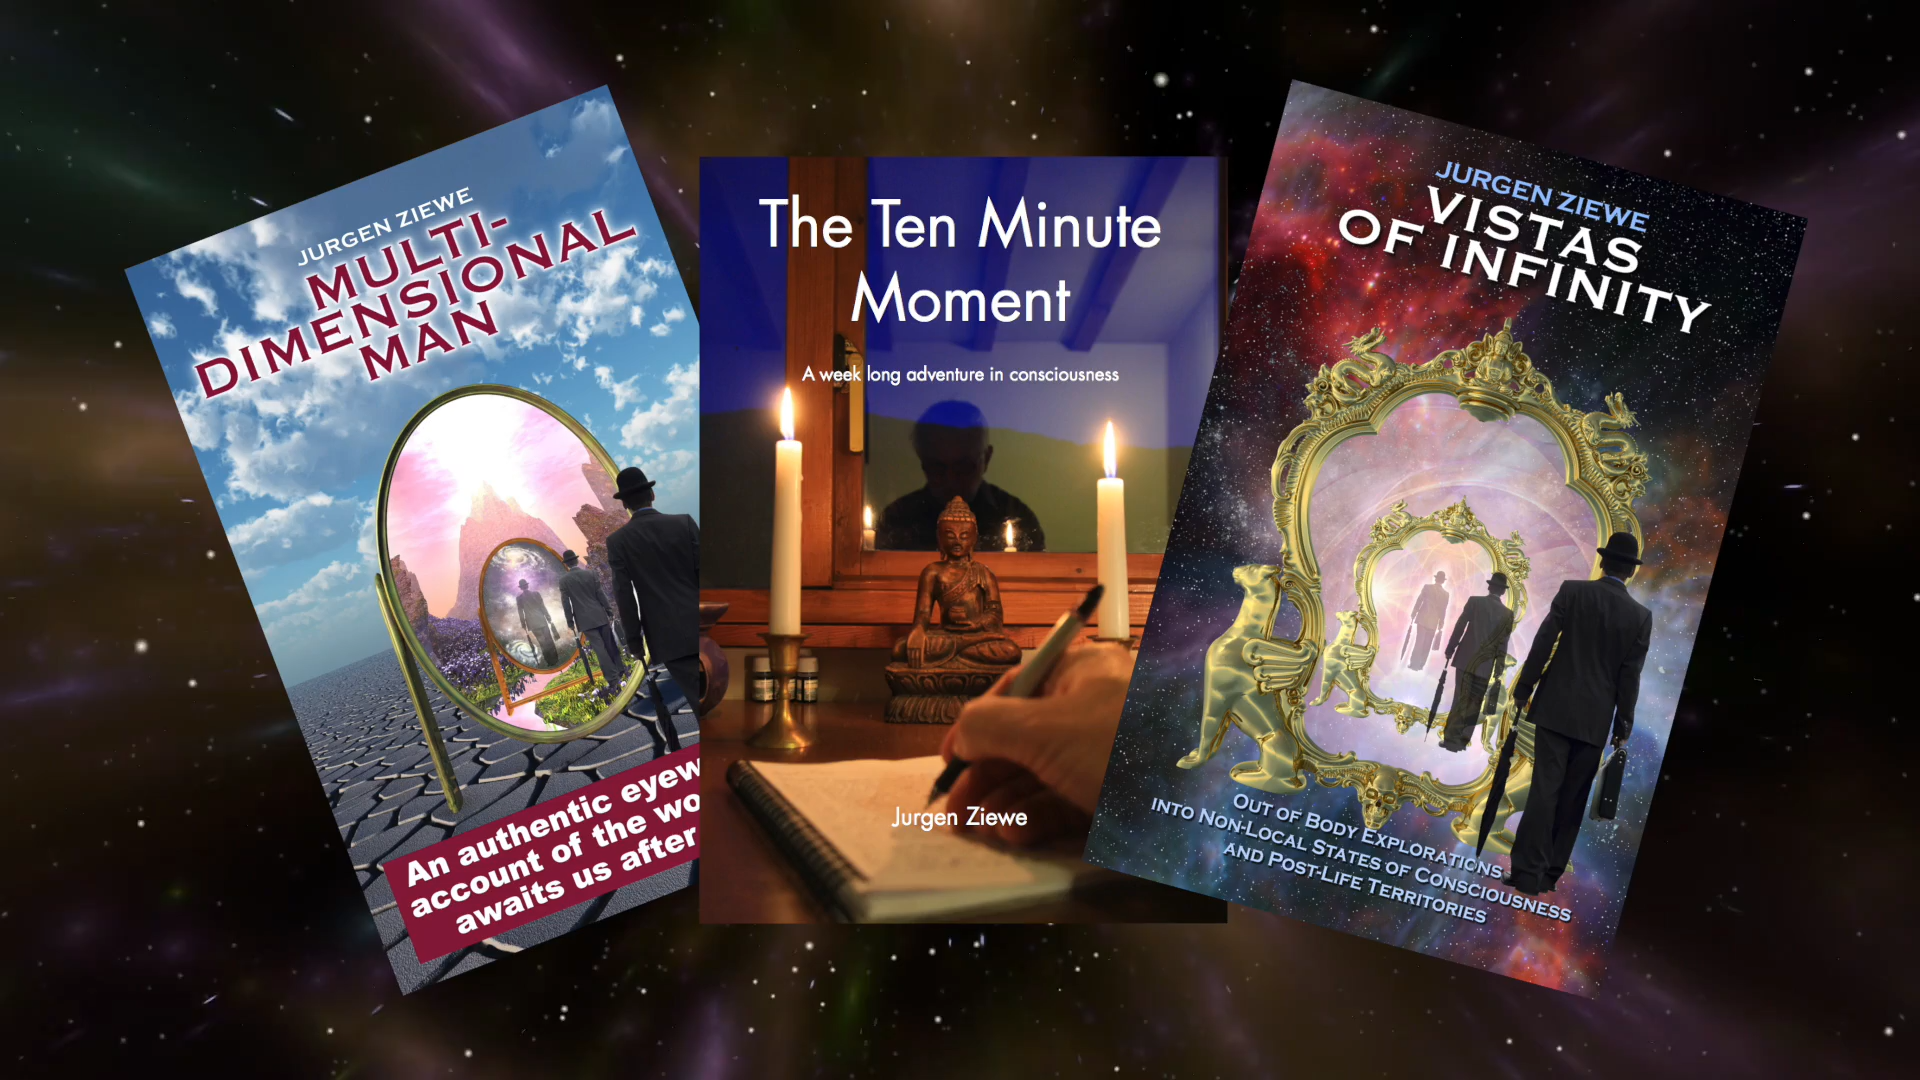 JURGEN ZIEWE
MULTI-
DIMENSIONAL
MAN
An authentic eyew
account of the wo
awaits us after
The Ten Minute
Moment
A week long adventure in consciousness
Jurgen Ziewe
JURGEN ZIEWE
VISTAS
OF INFINITY
OUT OF BODY EXPLORATIONS
INTO NON-LOCAL STATES OF CONSCIOUSNESS
AND POST-LIFE TERRITORIES